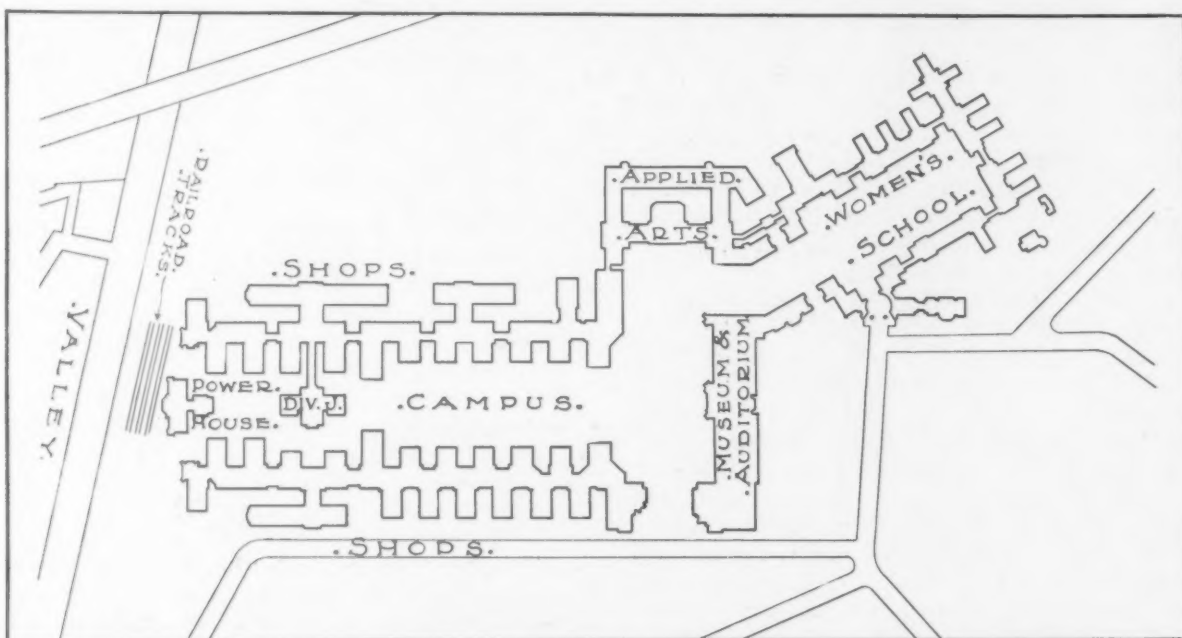 .RAILROAD.
.TRACKS.
.VALLEY.
.SHOPS.
.APPLIED.
.ARTS.
.WOMEN'S.
.SCHOOL.
.POWER.
.HOUSE.
D.V.J.
.CAMPUS.
.MUSEUM &
.AUDITORIUM.
.SHOPS.